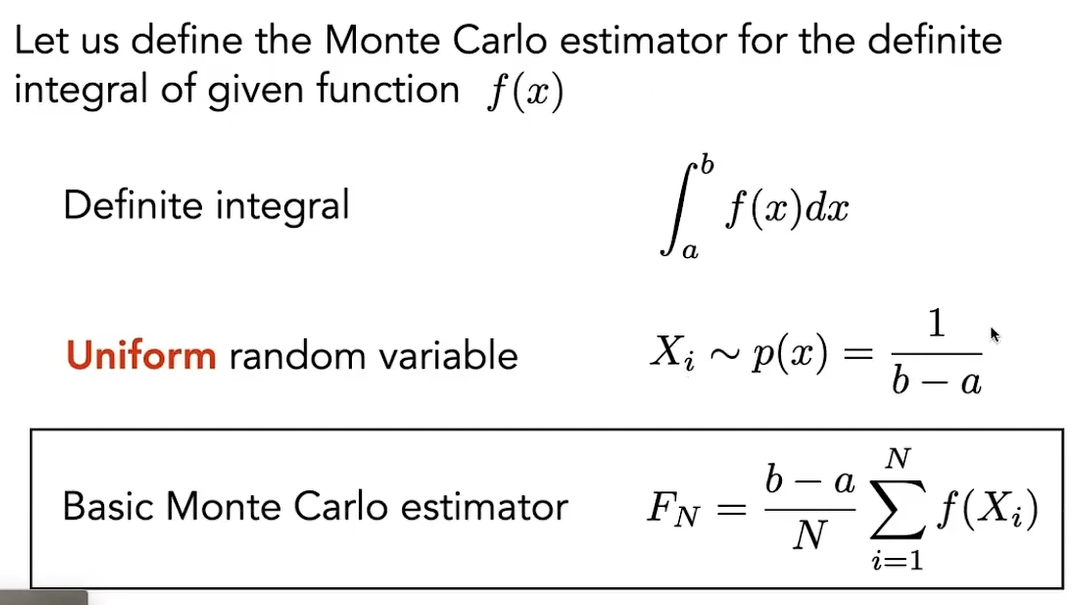 Let us define the Monte Carlo estimator for the definite
integral of given function f(x)
Definite integral ∫_a^b f(x)dx
Uniform random variable X_i ~ p(x) = 1/(b − a)
Basic Monte Carlo estimator F_N = (b − a)/N ∑_{i=1}^N f(X_i)